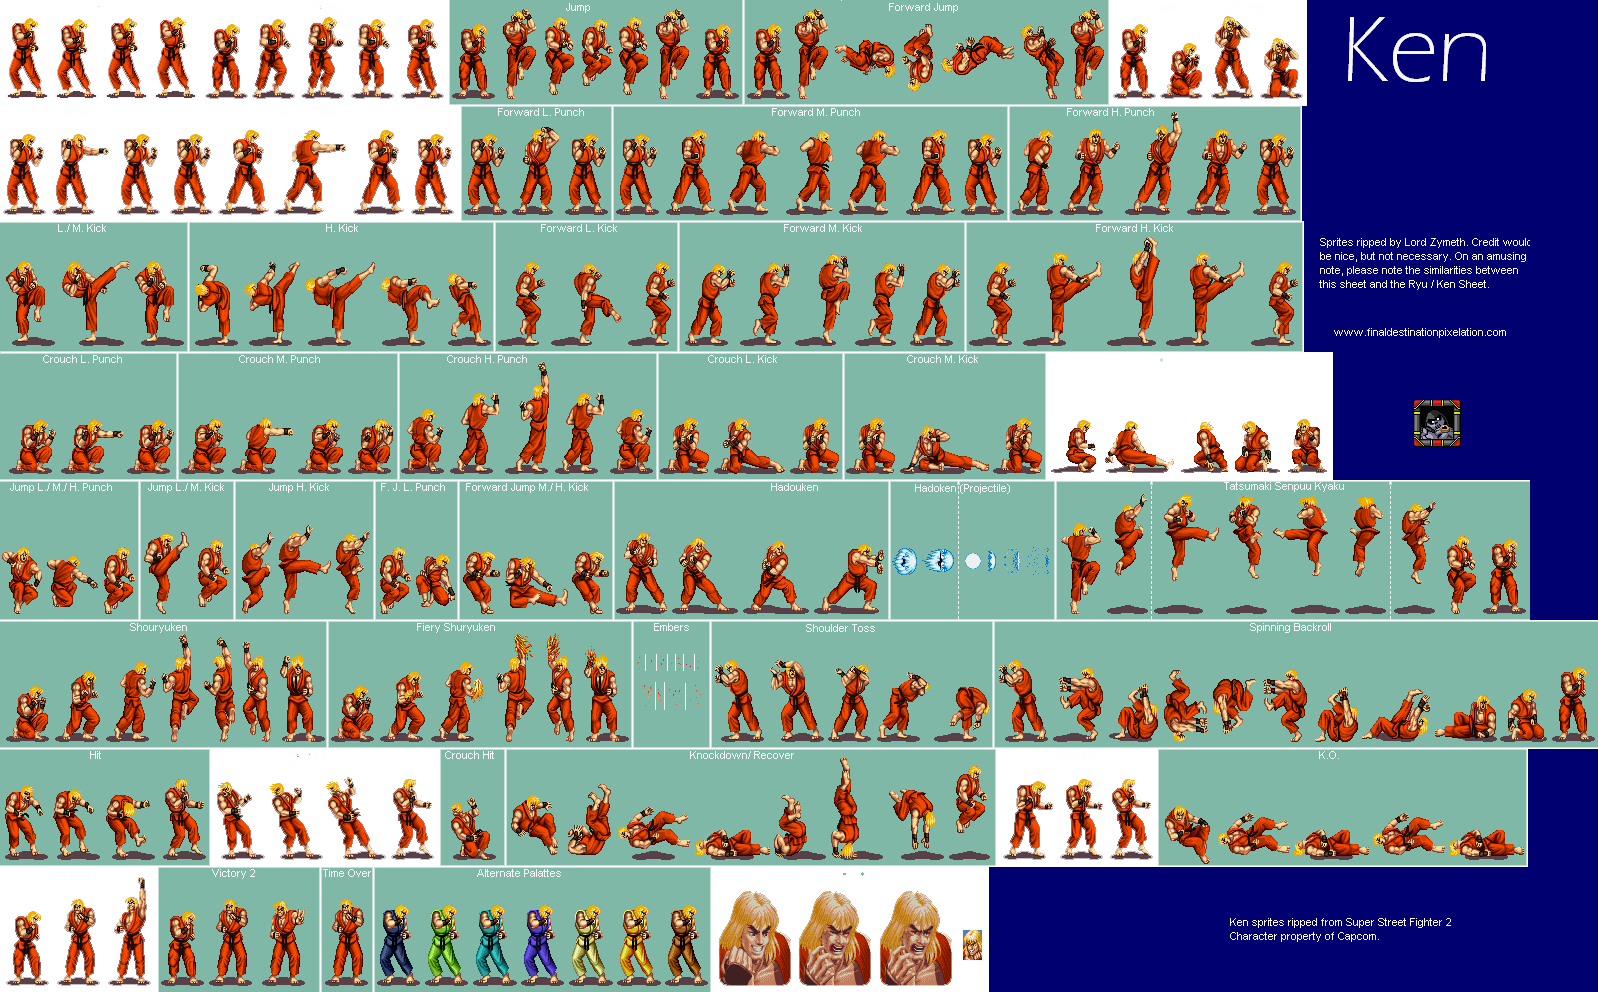 Jump
Forward Jump
Ken
Forward L. Punch
Forward M. Punch
Forward H. Punch
L./ M. Kick
H. Kick
Forward L. Kick
Forward M. Kick
Forward H. Kick
Sprites ripped by Lord Zymeth. Credit would
be nice, but not necessary. On an amusing
note, please note the similarities between
this sheet and the Ryu / Ken Sheet.
www.finaldestinationpixelation.com
Crouch L. Punch
Crouch M. Punch
Crouch H. Punch
Crouch L. Kick
Crouch M. Kick
Jump L./ M./ H. Punch
Jump L./ M. Kick
Jump H. Kick
F. J. L. Punch
Forward Jump M./ H. Kick
Hadouken
Hadoken (Projectile)
Tatsumaki Senpuu Kyaku
Shouryuken
Fiery Shuryuken
Embers
Shoulder Toss
Spinning Backroll
Hit
Crouch Hit
Knockdown/ Recover
K.O.
Victory 2
Time Over
Alternate Palattes
Ken sprites ripped from Super Street Fighter 2
Character property of Capcom.